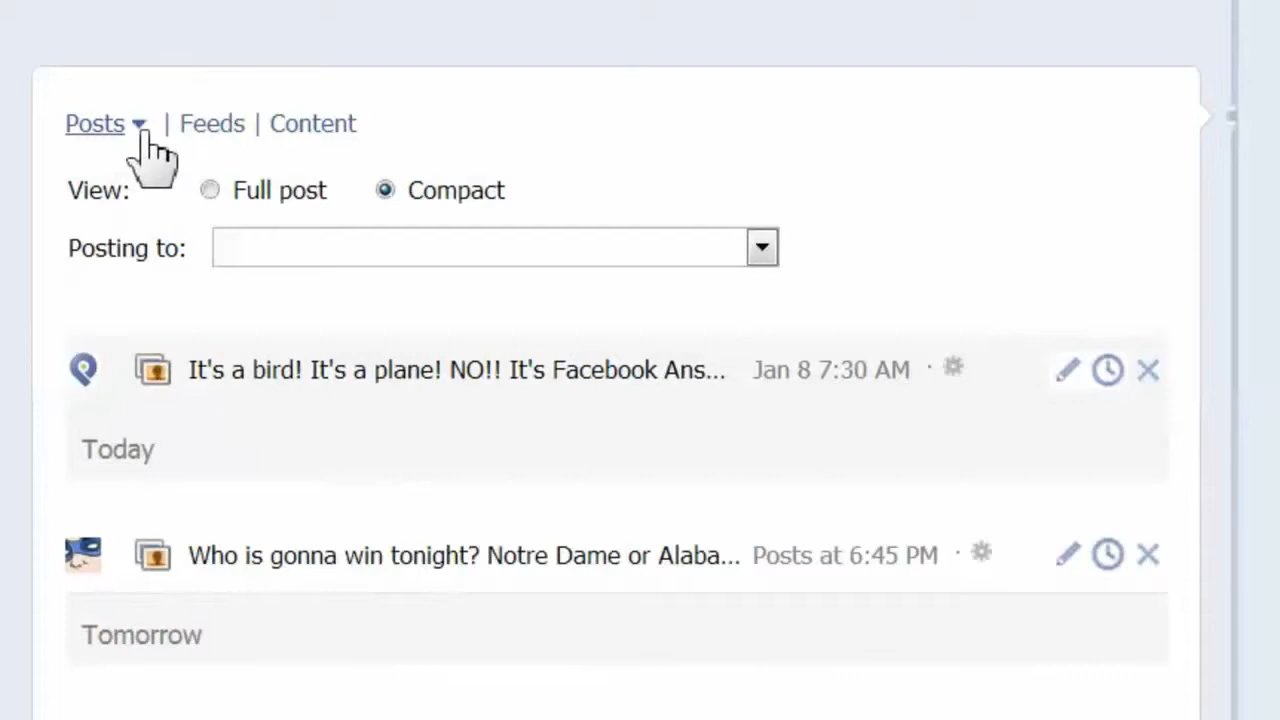 Posts | Feeds | Content
View: Full post Compact
Posting to:
It's a bird! It's a plane! NO!! It's Facebook Ans... Jan 8 7:30 AM ·
Today
Who is gonna win tonight? Notre Dame or Alaba... Posts at 6:45 PM ·
Tomorrow